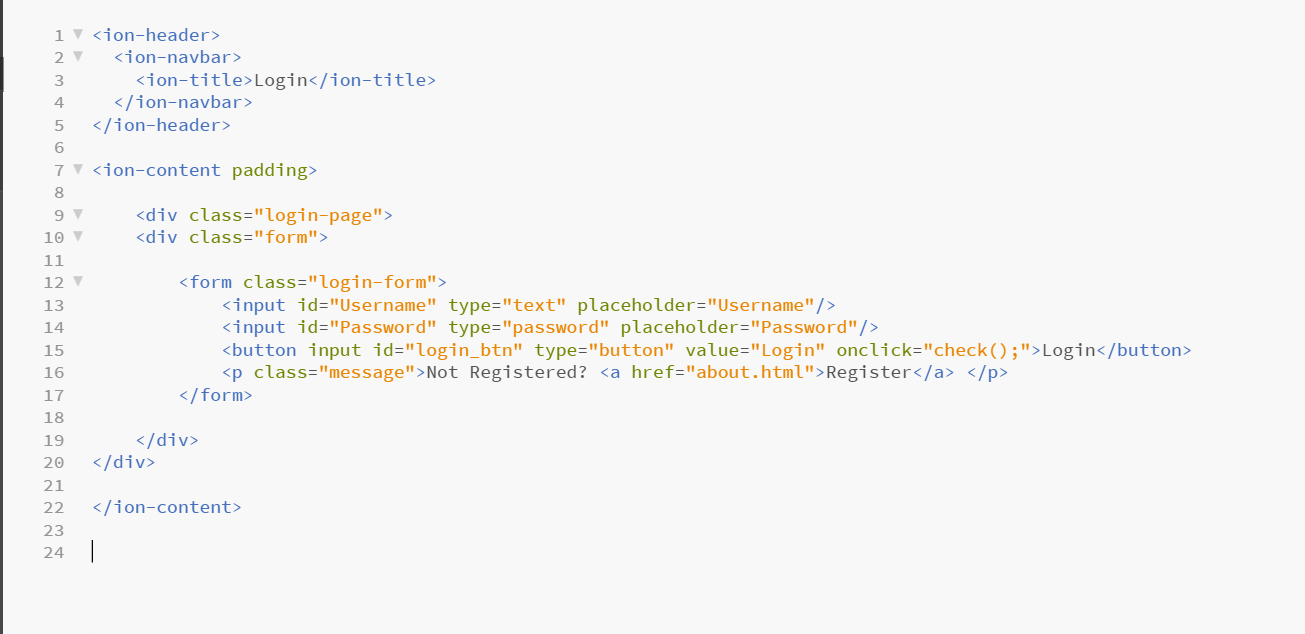 1 <ion-header>
2 <ion-navbar>
3 <ion-title>Login</ion-title>
4 </ion-navbar>
5 </ion-header>
6
7 <ion-content padding>
8
9 <div class="login-page">
10 <div class="form">
11
12 <form class="login-form">
13 <input id="Username" type="text" placeholder="Username"/>
14 <input id="Password" type="password" placeholder="Password"/>
15 <button input id="login_btn" type="button" value="Login" onclick="check();">Login</button>
16 <p class="message">Not Registered? <a href="about.html">Register</a> </p>
17 </form>
18
19 </div>
20 </div>
21
22 </ion-content>
23
24